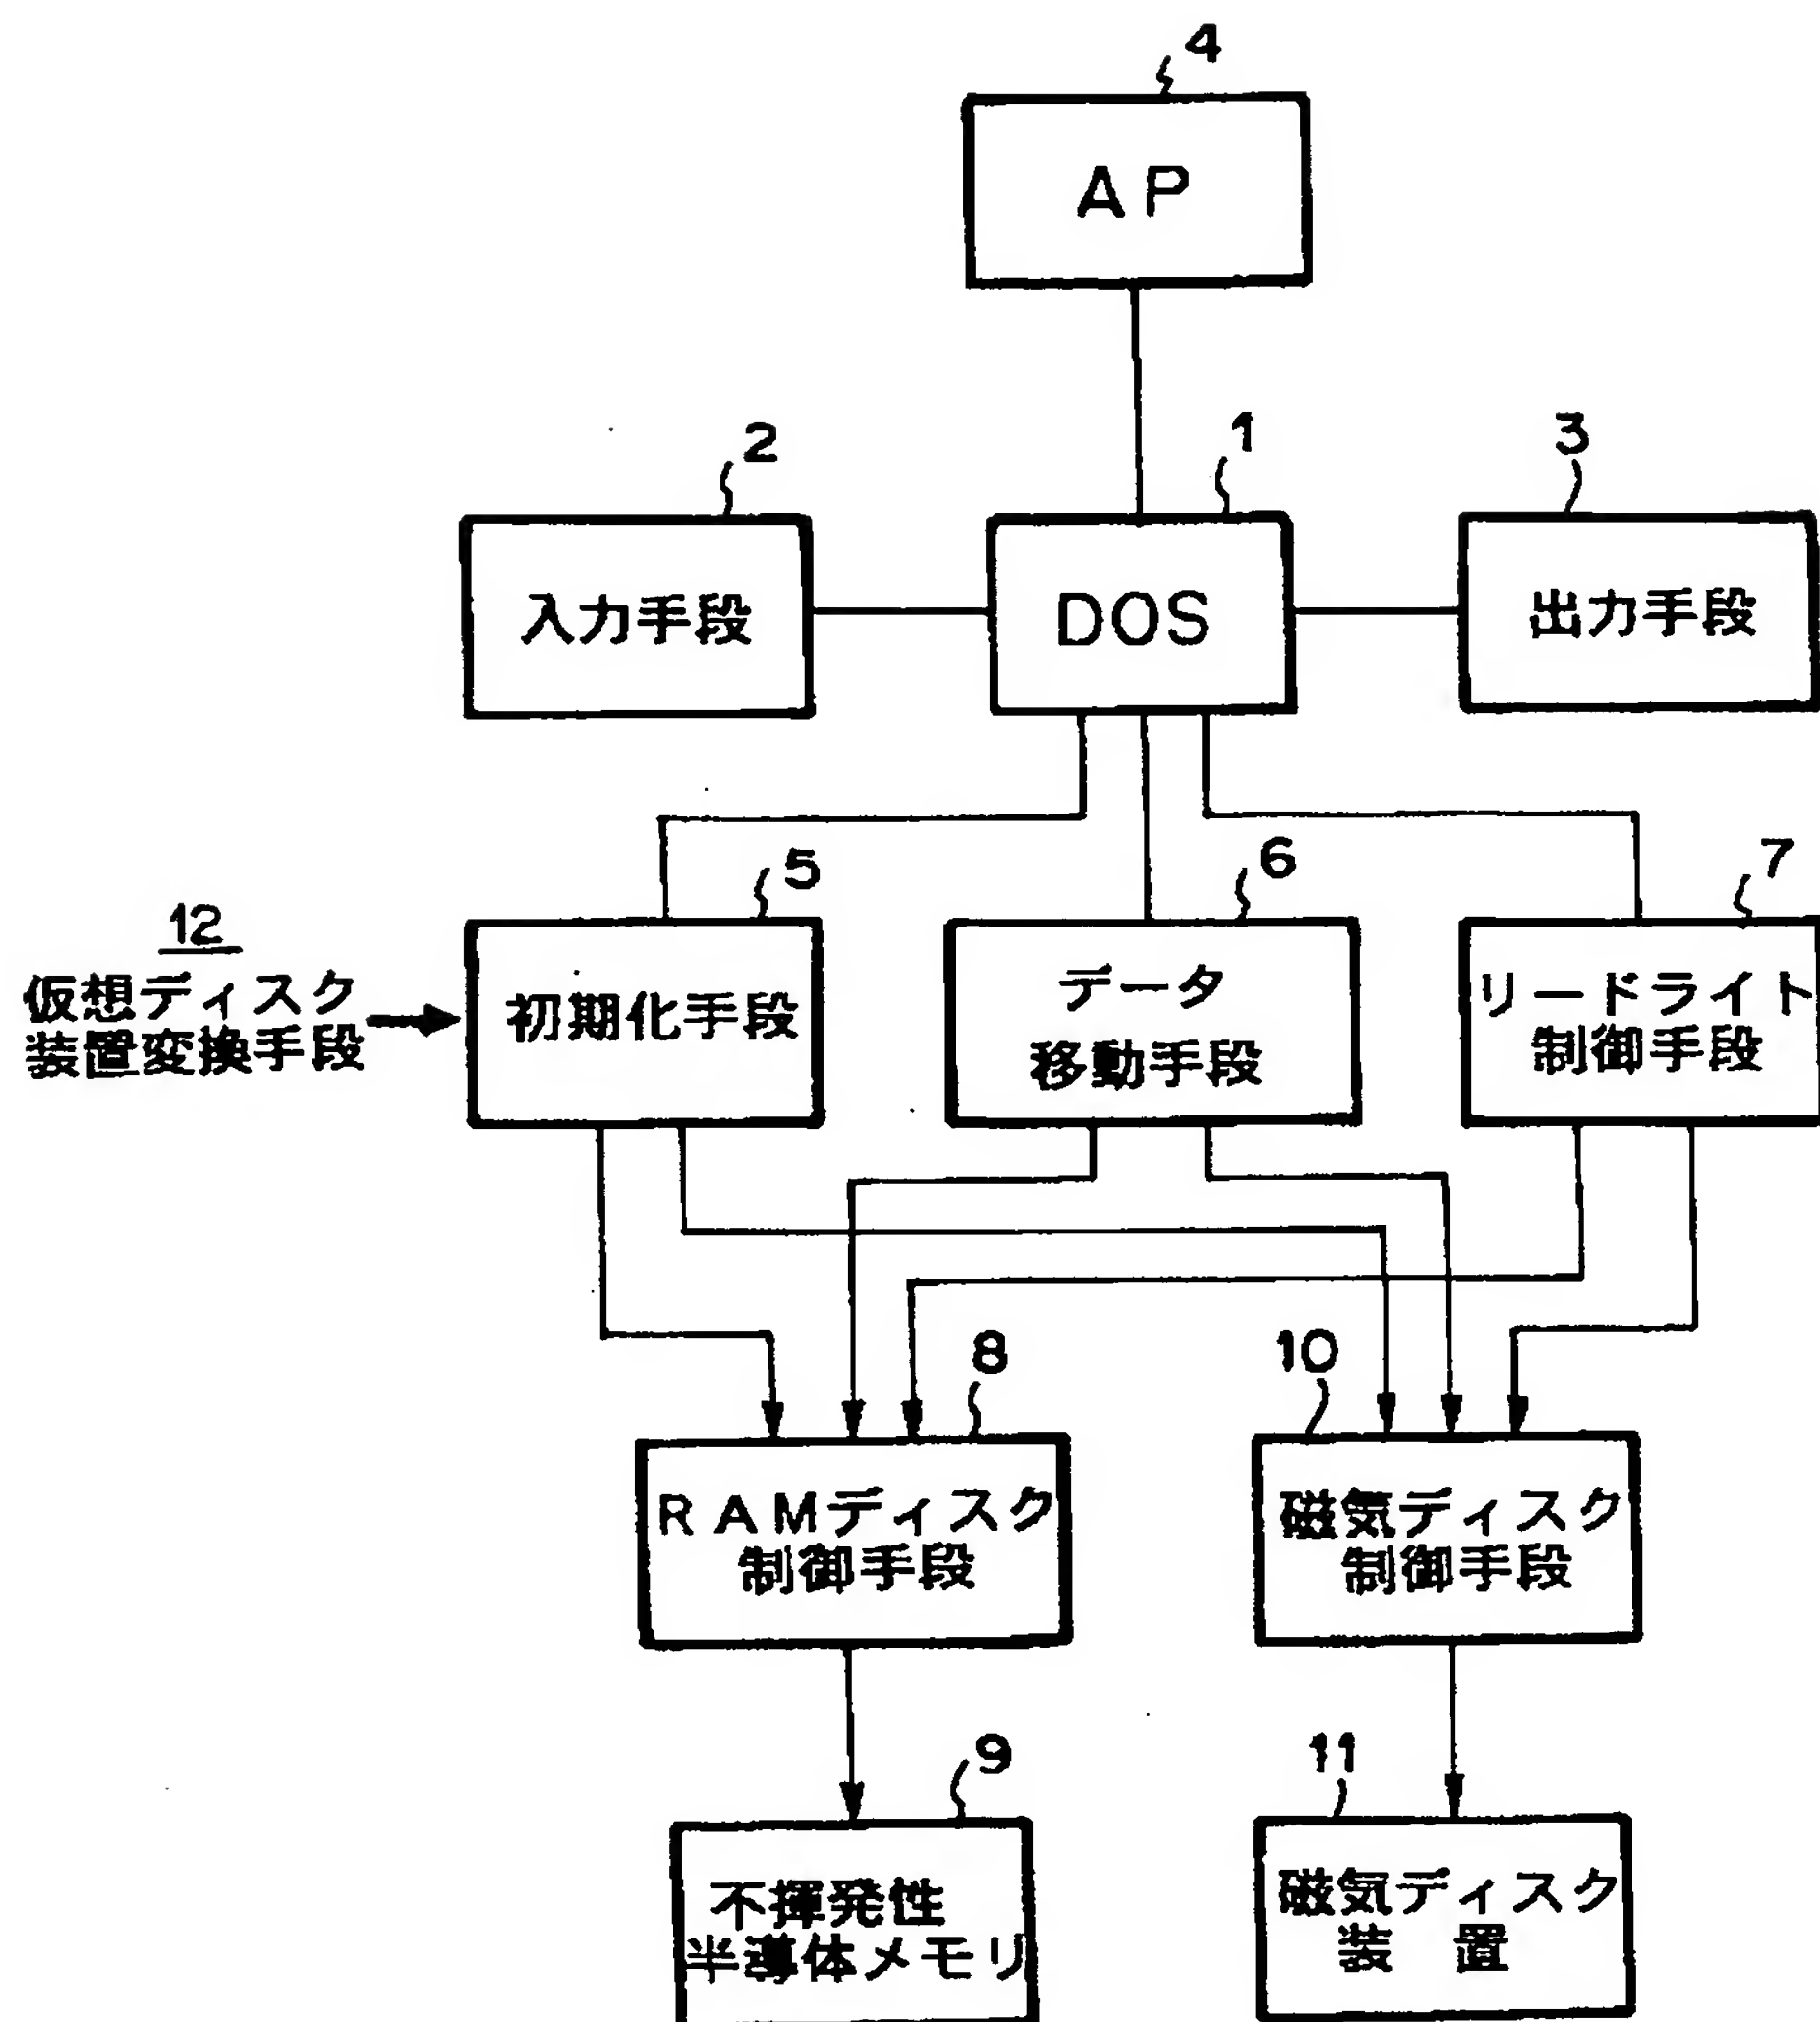 4
AP
2
1
3
入力手段
DOS
出力手段
5
6
7
12
仮想ディスク
装置変換手段
初期化手段
データ
移動手段
リードライト
制御手段
8
10
RAMディスク
制御手段
磁気ディスク
制御手段
9
11
不揮発性
半導体メモリ
磁気ディスク
装 置